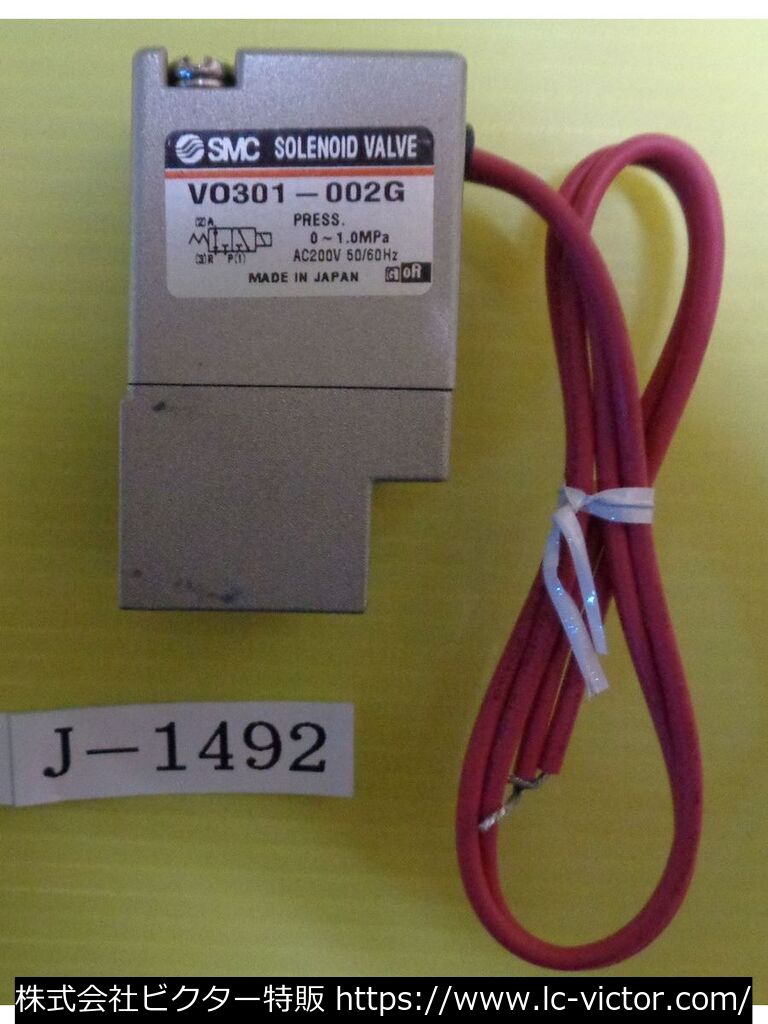 SMC SOLENOID VALVE
VO301-002G
(2)A
(3)R P(1)
PRESS.
0~1.0MPa
AC200V 50/60Hz
MADE IN JAPAN
J-1492
株式会社ビクター特販 https://www.lc-victor.com/